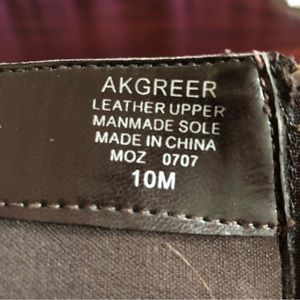 AKGREER
LEATHER UPPER
MANMADE SOLE
MADE IN CHINA
MOZ 0707
10M